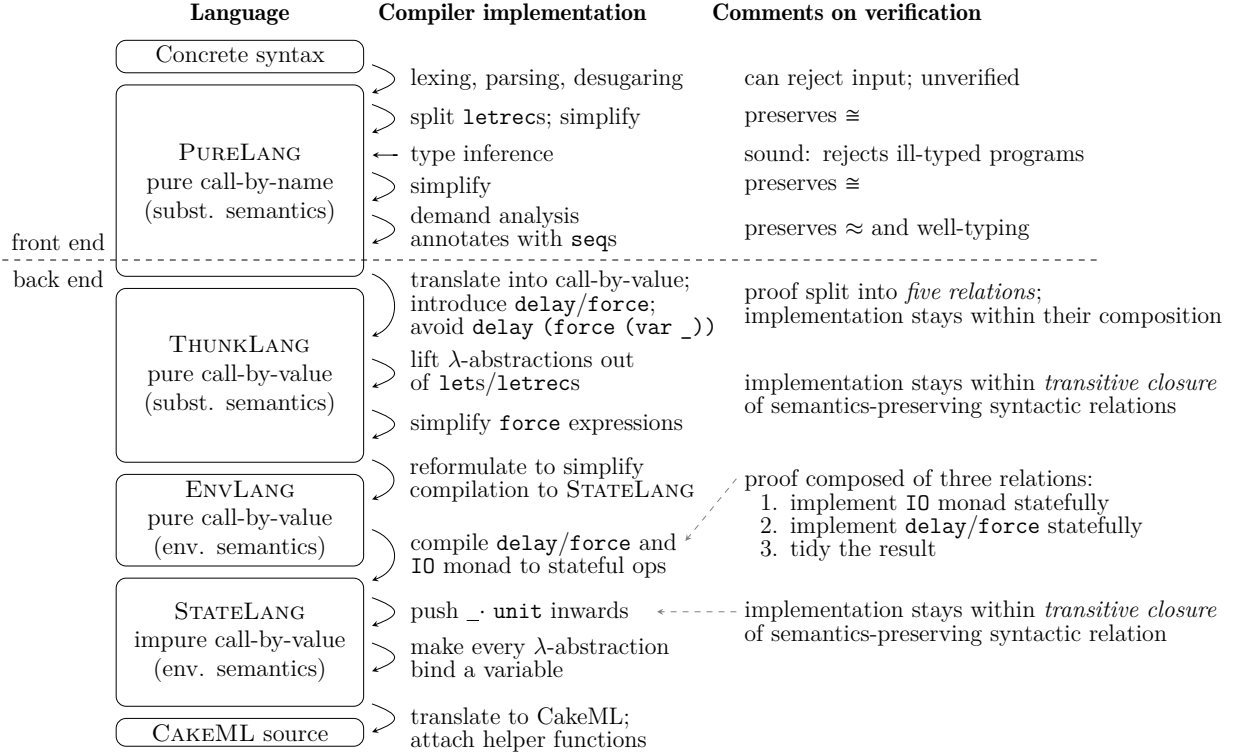 Language Compiler implementation Comments on verification
Concrete syntax
lexing, parsing, desugaring can reject input; unverified
split letrecs; simplify preserves ≅
PureLang
pure call-by-name
(subst. semantics)
type inference sound: rejects ill-typed programs
simplify preserves ≅
demand analysis
annotates with seqs
preserves ≈ and well-typing
front end
back end
translate into call-by-value;
introduce delay/force;
avoid delay (force (var _))
proof split into five relations;
implementation stays within their composition
ThunkLang
pure call-by-value
(subst. semantics)
lift λ-abstractions out
of lets/letrecs
implementation stays within transitive closure
of semantics-preserving syntactic relations
simplify force expressions
reformulate to simplify
compilation to StateLang
EnvLang
pure call-by-value
(env. semantics)
proof composed of three relations:
1. implement IO monad statefully
2. implement delay/force statefully
3. tidy the result
compile delay/force and
IO monad to stateful ops
StateLang
impure call-by-value
(env. semantics)
push _· unit inwards
implementation stays within transitive closure
of semantics-preserving syntactic relation
make every λ-abstraction
bind a variable
translate to CakeML;
attach helper functions
CakeML source